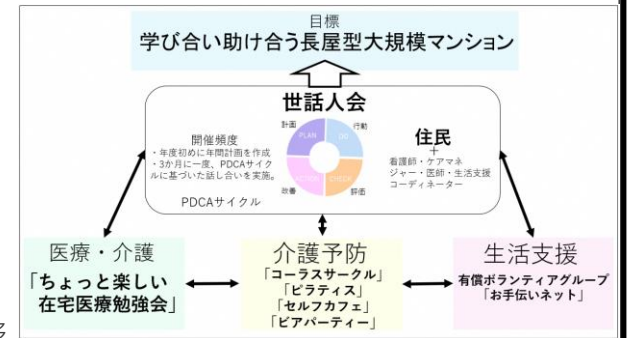 目標
学び合い助け合う長屋型大規模マンション
世話人会
開催頻度
・年度初めに年間計画を作成
・3か月に一度、PDCAサイク
ルに基づいた話し合いを実施。
PDCAサイクル
計画
行動
PLAN
DO
ACTION
CHECK
改善
評価
住民
+
看護師・ケアマネ
ジャー・医師・生活支援
コーディネーター
医療・介護
「ちょっと楽しい
在宅医療勉強会」
介護予防
「コーラスサークル」
「ピラティス」
「セルフカフェ」
「ビアパーティー」
生活支援
有償ボランティアグループ
「お手伝いネット」